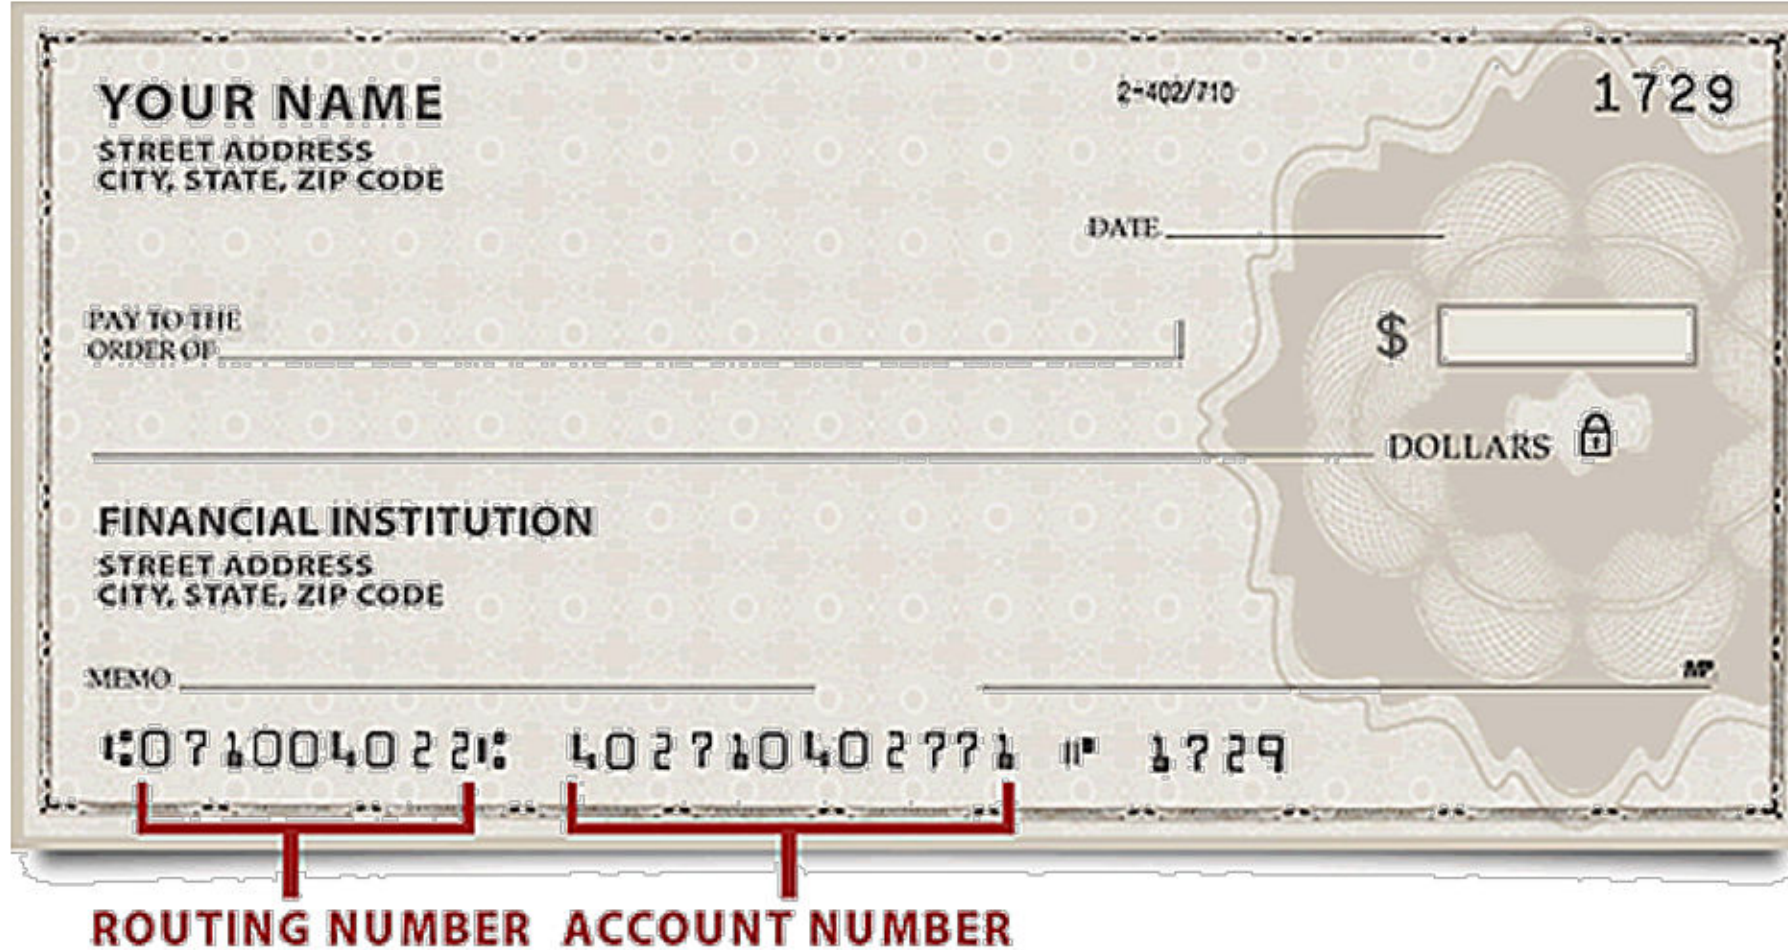 YOUR NAME
STREET ADDRESS
CITY, STATE, ZIP CODE
2-402/710
1729
DATE
PAY TO THE
ORDER OF
$
DOLLARS
FINANCIAL INSTITUTION
STREET ADDRESS
CITY, STATE, ZIP CODE
MEMO
MP
⑆071004022⑆ 402710402771 ⑈ 1729
ROUTING NUMBER ACCOUNT NUMBER